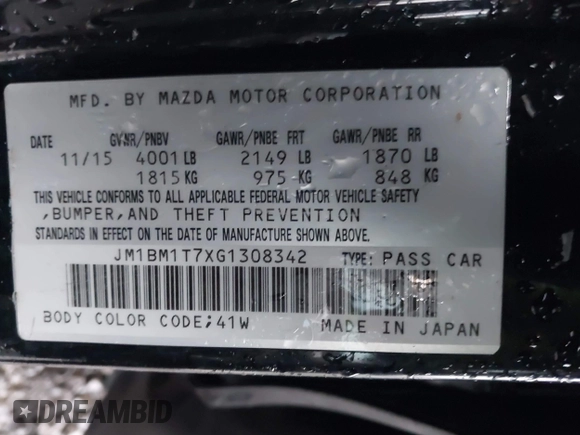 MFD. BY MAZDA MOTOR CORPORATION
DATE GVWR/PNBV GAWR/PNBE FRT GAWR/PNBE RR
11/15 4001 LB 2149 LB 1870 LB
1815 KG 975 KG 848 KG
THIS VEHICLE CONFORMS TO ALL APPLICABLE FEDERAL MOTOR VEHICLE SAFETY
,BUMPER,AND THEFT PREVENTION
STANDARDS IN EFFECT ON THE DATE OF MANUFACTURE SHOWN ABOVE.
JM1BM1T7XG1308342 TYPE: PASS CAR
BODY COLOR CODE;41W MADE IN JAPAN
DREAMBID